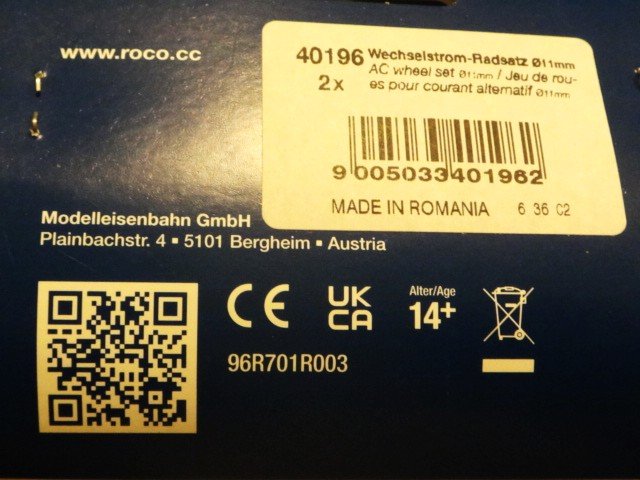 www.roco.cc
40196 Wechselstrom-Radsatz Ø11mm
2x AC wheel set Ø11mm / Jeu de rou-
es pour courant alternatif Ø11mm
9 005033 401962
MADE IN ROMANIA 6 36 C2
Modelleisenbahn GmbH
Plainbachstr. 4 ▪ 5101 Bergheim ▪ Austria
CE
UK
CA
Alter/Age
14+
96R701R003